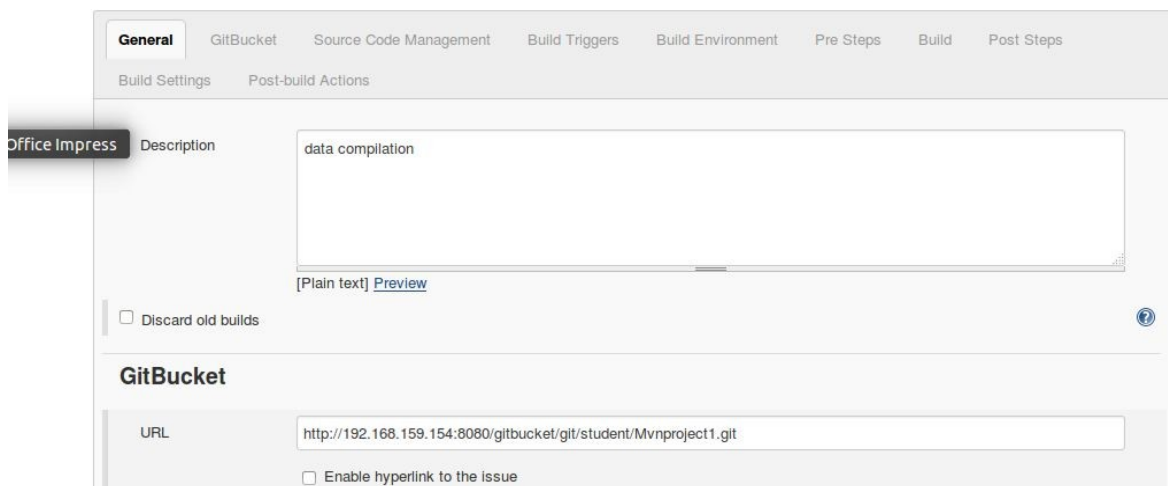 General GitBucket Source Code Management Build Triggers Build Environment Pre Steps Build Post Steps
Build Settings Post-build Actions
Office Impress
Description
data compilation
[Plain text] Preview
Discard old builds
GitBucket
URL
http://192.168.159.154:8080/gitbucket/git/student/Mvnproject1.git
Enable hyperlink to the issue